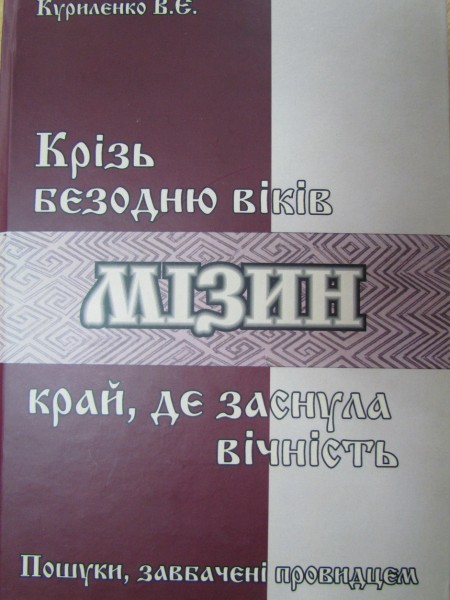 Куриленко В.Є.
Крізь
безодню віків
МІЗИН
край, де заснула
вічність
Пошуки, завбачені провидцем